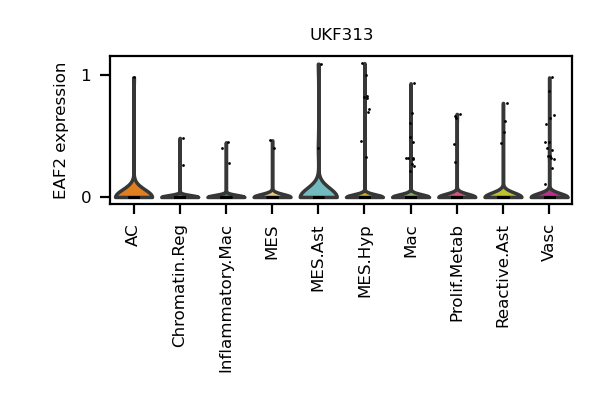 UKF313
EAF2 expression
1
0
AC
Chromatin.Reg
Inflammatory.Mac
MES
MES.Ast
MES.Hyp
Mac
Prolif.Metab
Reactive.Ast
Vasc